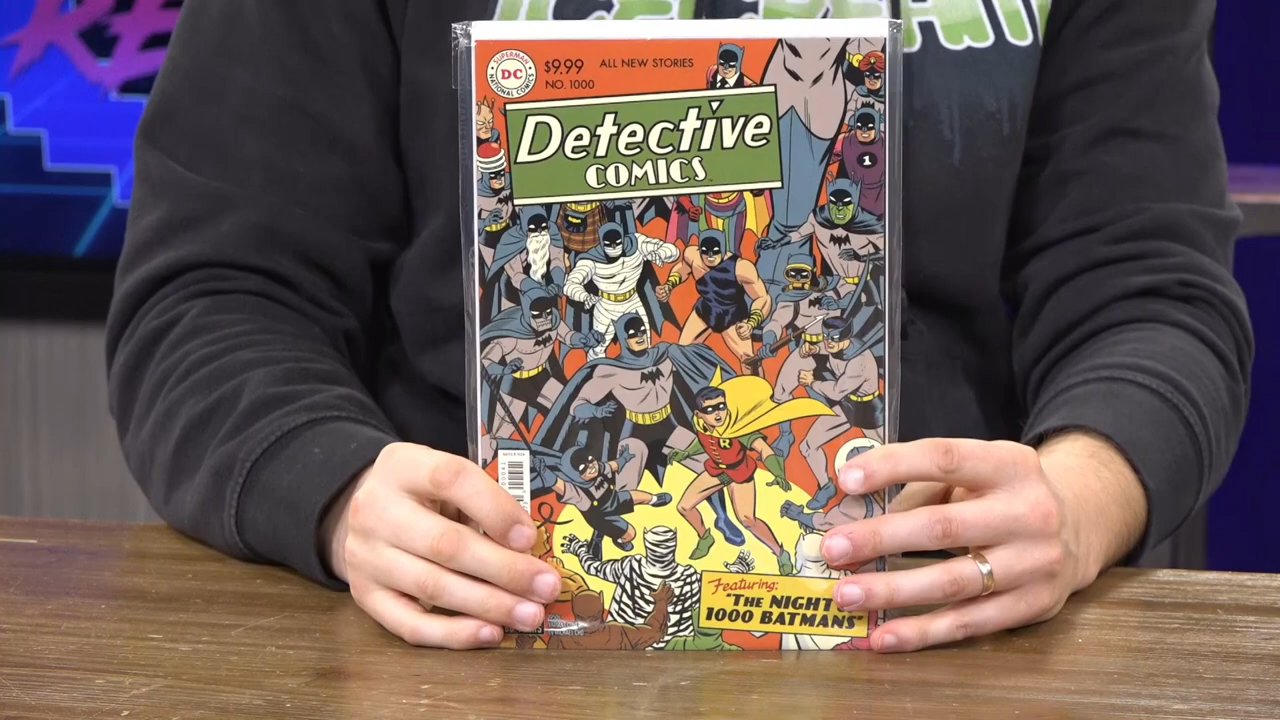 RE
SUPERMAN
DC
NATIONAL COMICS
$9.99 ALL NEW STORIES
NO. 1000
Detective
COMICS
1
R
Featuring:
"THE NIGHT
1000 BATMANS"